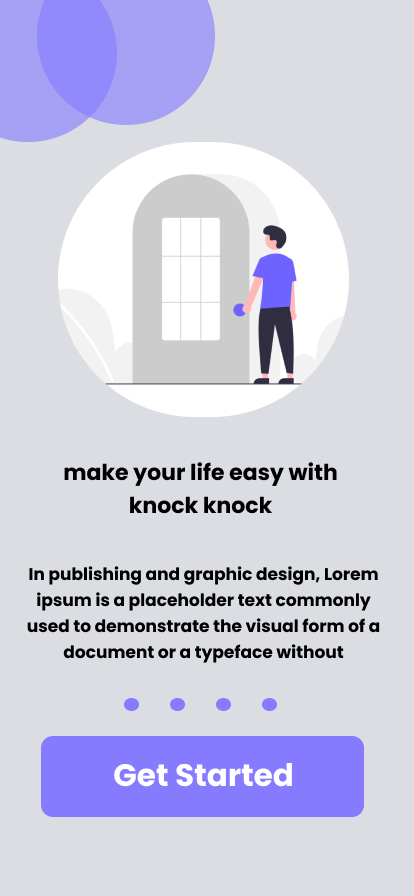 make your life easy with
knock knock
In publishing and graphic design, Lorem
ipsum is a placeholder text commonly
used to demonstrate the visual form of a
document or a typeface without
Get Started